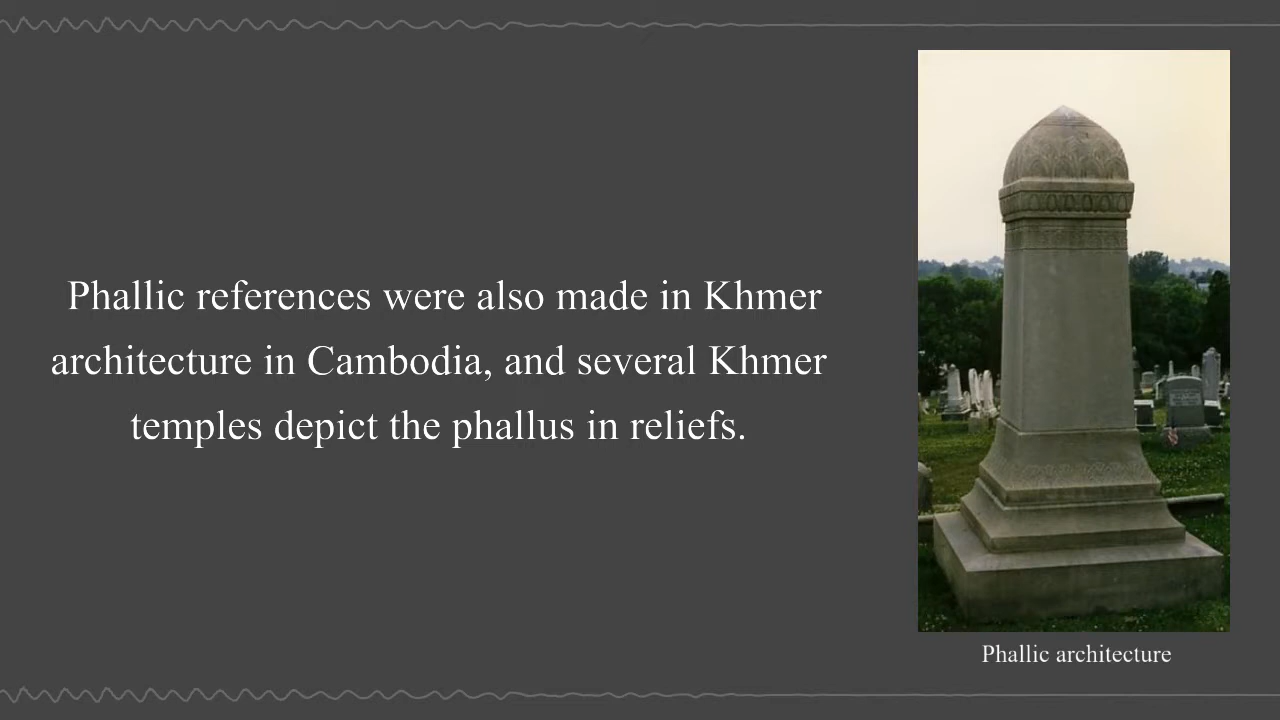 Phallic references were also made in Khmer
architecture in Cambodia, and several Khmer
temples depict the phallus in reliefs.
Phallic architecture